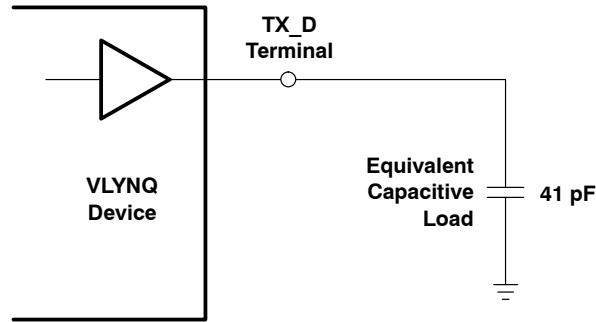 TX_D
Terminal
VLYNQ
Device
Equivalent
Capacitive
Load
41 pF